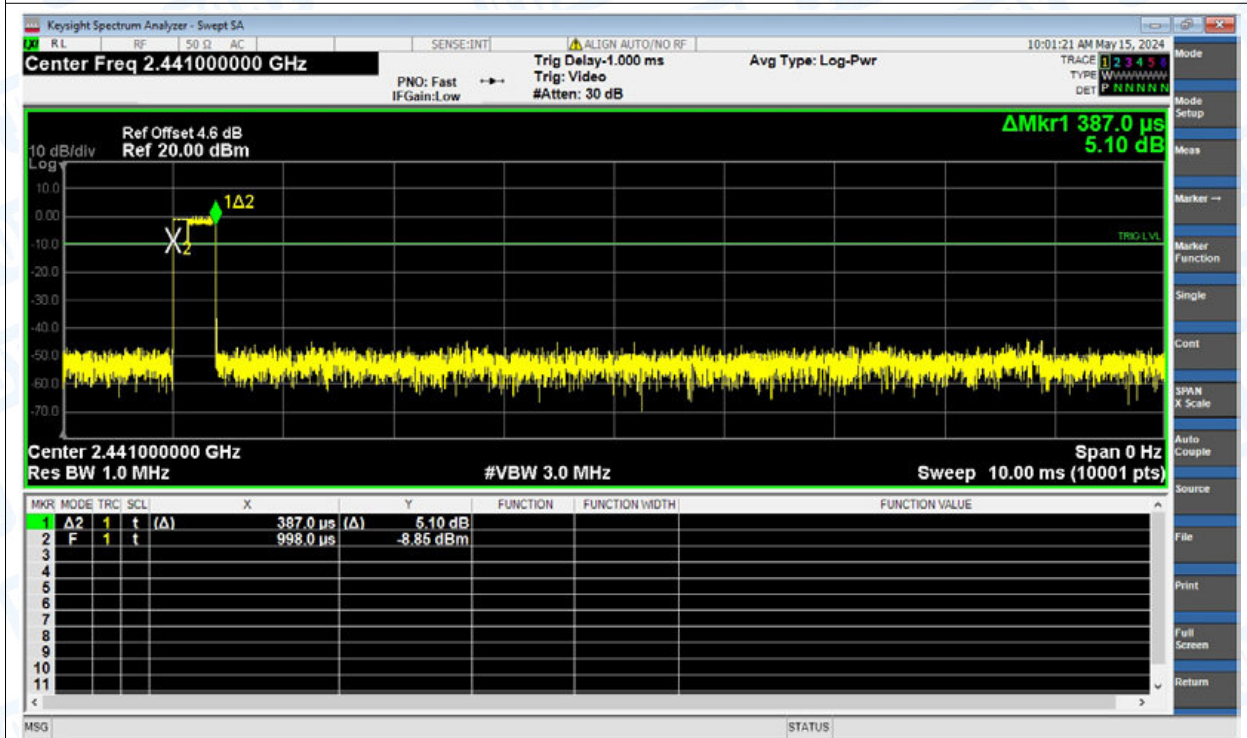 Keysight Spectrum Analyzer - Swept SA
RL RF 50 Ω AC SENSE:INT ALIGN AUTO/NO RF 10:01:21 AM May 15, 2024
Center Freq 2.441000000 GHz
PNO: Fast
IFGain:Low
Trig Delay-1.000 ms
Trig: Video
#Atten: 30 dB
Avg Type: Log-Pwr
TRACE 1 2 3 4 5 6
TYPE WWWWWW
DET P N N N N N
Ref Offset 4.6 dB
10 dB/div Ref 20.00 dBm
Log
ΔMkr1 387.0 µs
5.10 dB
10.0
0.00
-10.0
-20.0
-30.0
-40.0
-50.0
-60.0
-70.0
1Δ2
X2
TRIG LVL
Center 2.441000000 GHz Span 0 Hz
Res BW 1.0 MHz #VBW 3.0 MHz Sweep 10.00 ms (10001 pts)
MKR MODE TRC SCL X Y FUNCTION FUNCTION WIDTH FUNCTION VALUE
1 Δ2 1 t (Δ) 387.0 µs (Δ) 5.10 dB
2 F 1 t 998.0 µs -8.85 dBm
3
4
5
6
7
8
9
10
11
MSG STATUS
Mode
Mode Setup
Meas
Marker →
Marker Function
Single
Cont
SPAN X Scale
Auto Couple
Source
File
Print
Full Screen
Return